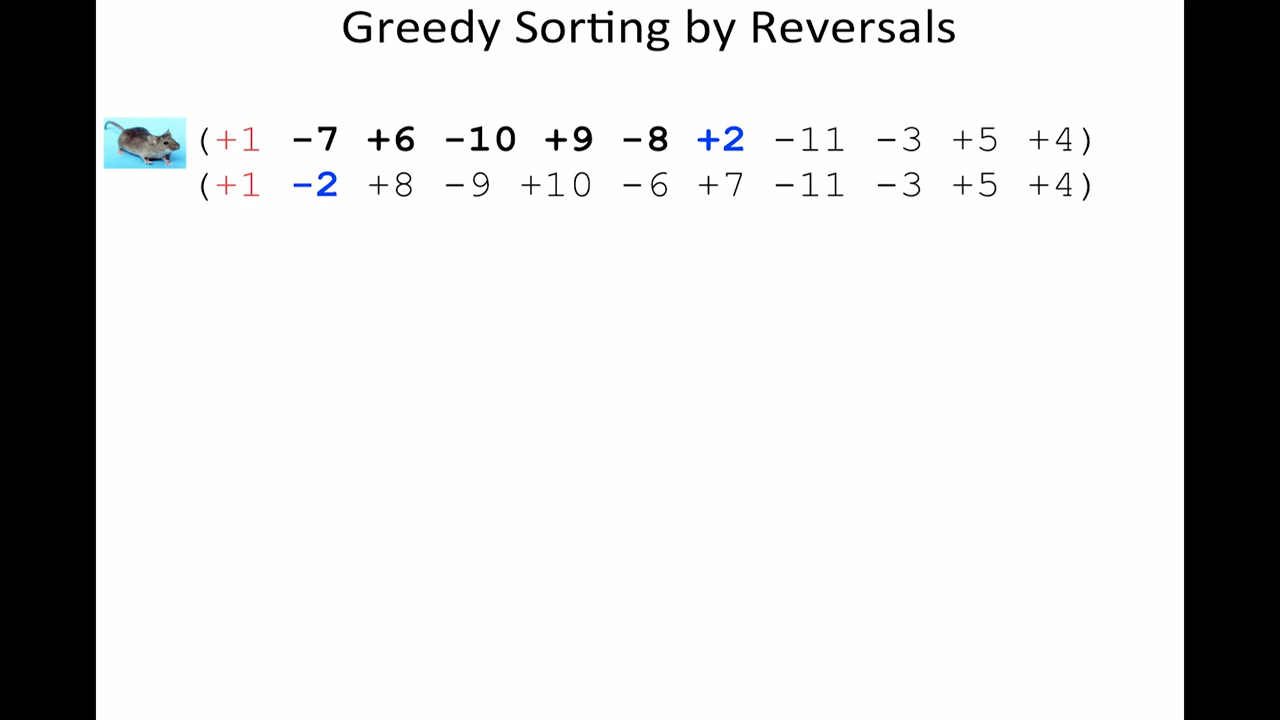 Greedy Sorting by Reversals
(+1 −7 +6 −10 +9 −8 +2 −11 −3 +5 +4)
(+1 −2 +8 −9 +10 −6 +7 −11 −3 +5 +4)